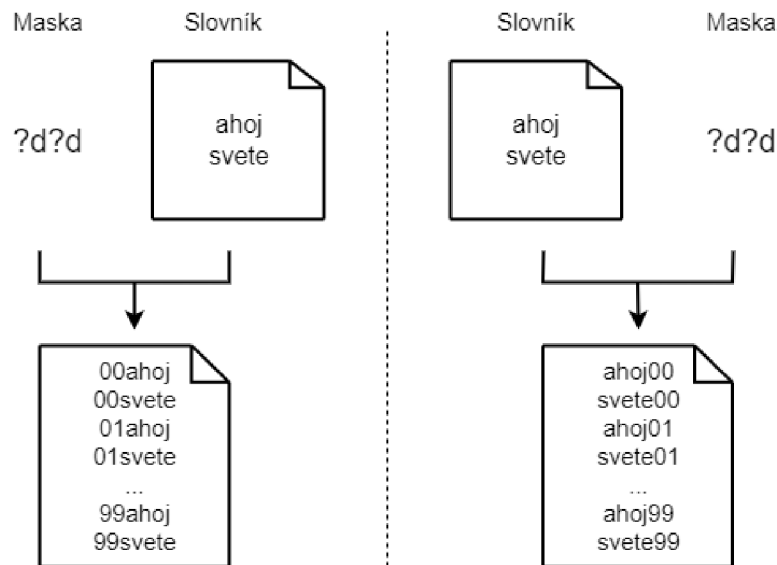 Maska
Slovník
?d?d
ahoj
svete
00ahoj
00svete
01ahoj
01svete
...
99ahoj
99svete
Slovník
Maska
ahoj
svete
?d?d
ahoj00
svete00
ahoj01
svete01
...
ahoj99
svete99